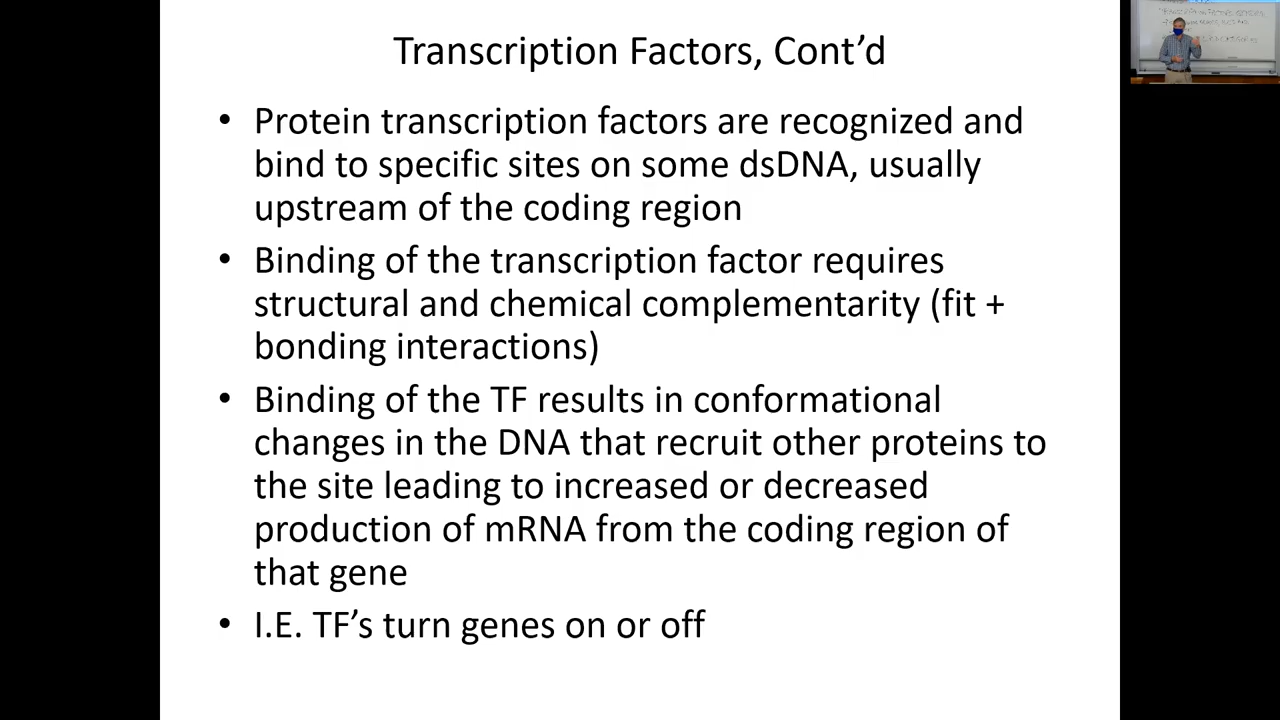 Transcription Factors, Cont’d
• Protein transcription factors are recognized and
bind to specific sites on some dsDNA, usually
upstream of the coding region
• Binding of the transcription factor requires
structural and chemical complementarity (fit +
bonding interactions)
• Binding of the TF results in conformational
changes in the DNA that recruit other proteins to
the site leading to increased or decreased
production of mRNA from the coding region of
that gene
• I.E. TF’s turn genes on or off